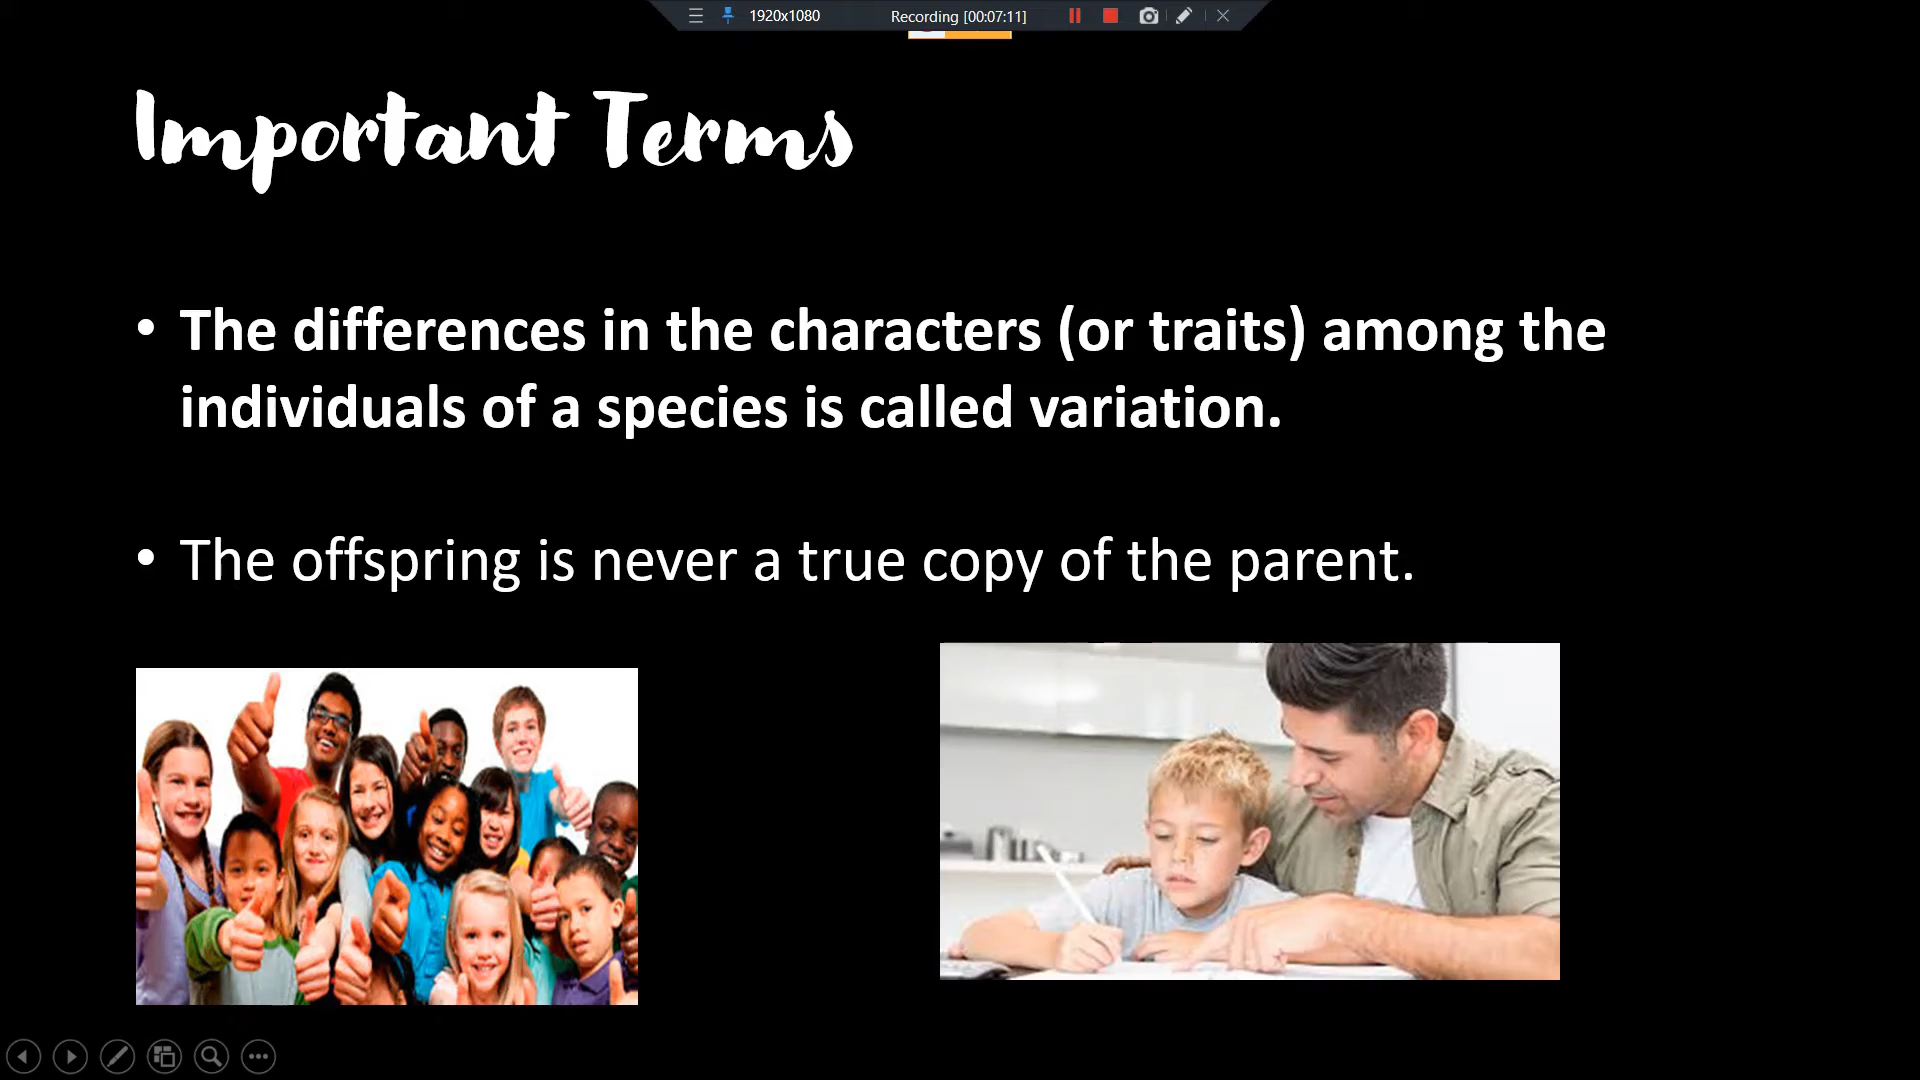 1920x1080 Recording [00:07:11]
Important Terms
• The differences in the characters (or traits) among the
individuals of a species is called variation.
• The offspring is never a true copy of the parent.